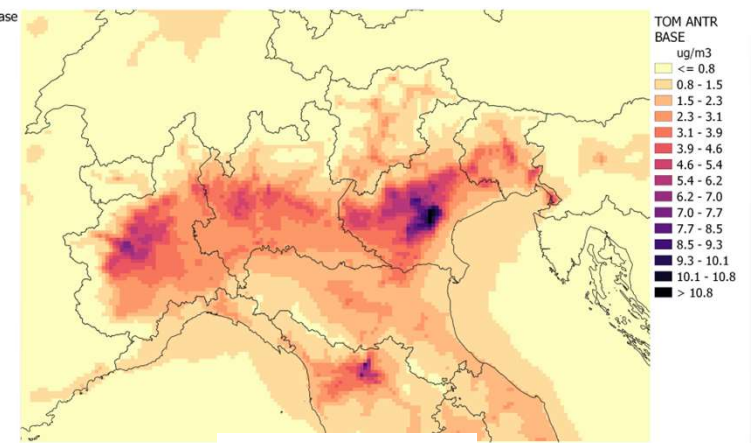 ase
TOM ANTR
BASE
ug/m3
<= 0.8
0.8 - 1.5
1.5 - 2.3
2.3 - 3.1
3.1 - 3.9
3.9 - 4.6
4.6 - 5.4
5.4 - 6.2
6.2 - 7.0
7.0 - 7.7
7.7 - 8.5
8.5 - 9.3
9.3 - 10.1
10.1 - 10.8
> 10.8